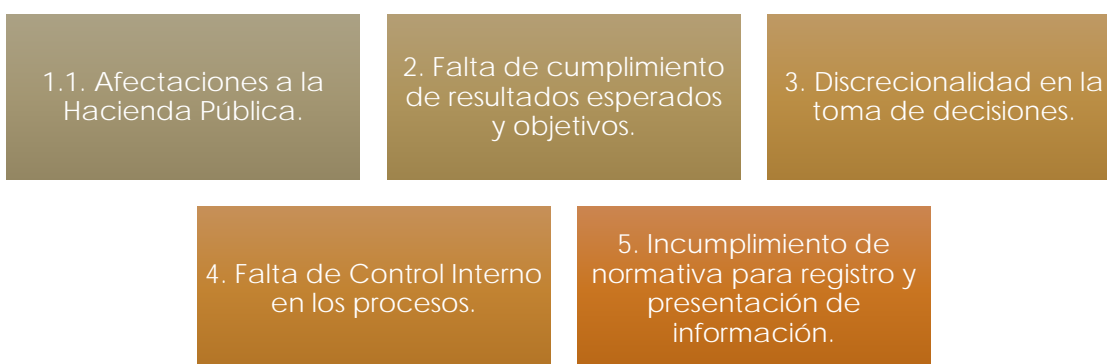 1.1. Afectaciones a la
Hacienda Pública.
2. Falta de cumplimiento
de resultados esperados
y objetivos.
3. Discrecionalidad en la
toma de decisiones.
4. Falta de Control Interno
en los procesos.
5. Incumplimiento de
normativa para registro y
presentación de
información.